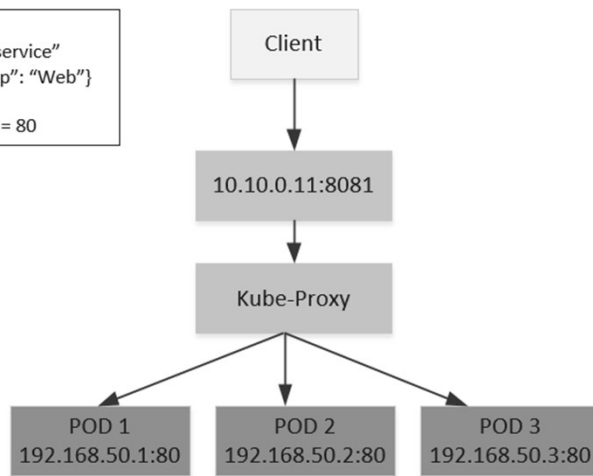 service”
p”: “Web”}
= 80
Client
10.10.0.11:8081
Kube-Proxy
POD 1
192.168.50.1:80
POD 2
192.168.50.2:80
POD 3
192.168.50.3:80